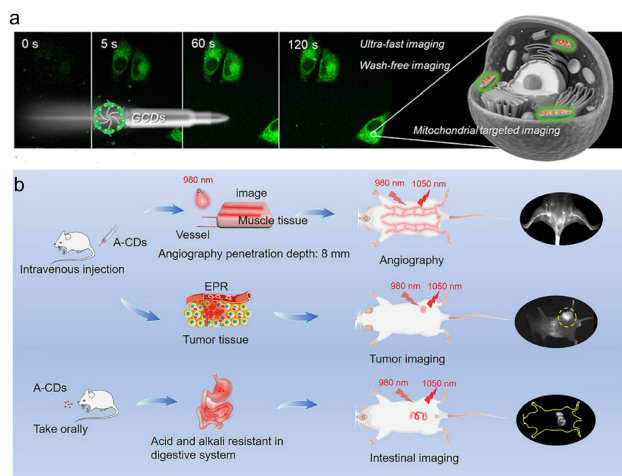 a
0 s
5 s
60 s
120 s
Ultra-fast imaging
Wash-free imaging
GCDs
Mitochondrial targeted imaging
b
980 nm
image
Muscle tissue
Vessel
Angiography penetration depth: 8 mm
980 nm
1050 nm
Angiography
A-CDs
Intravenous injection
EPR
Tumor tissue
980 nm
1050 nm
Tumor imaging
A-CDs
Take orally
Acid and alkali resistant in
digestive system
980 nm
1050 nm
Intestinal imaging